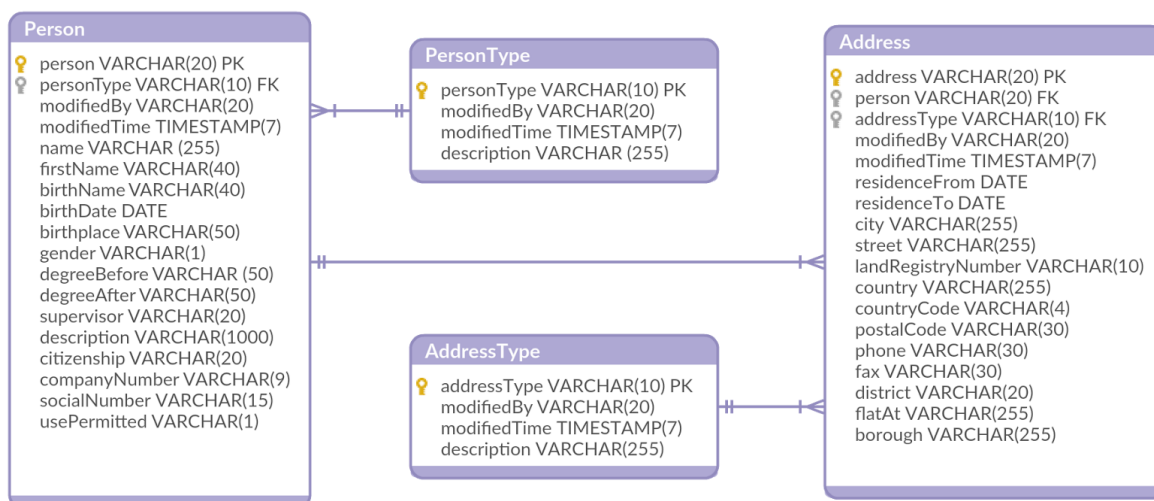 Person
person VARCHAR(20) PK
personType VARCHAR(10) FK
modifiedBy VARCHAR(20)
modifiedTime TIMESTAMP(7)
name VARCHAR (255)
firstName VARCHAR(40)
birthName VARCHAR(40)
birthDate DATE
birthplace VARCHAR(50)
gender VARCHAR(1)
degreeBefore VARCHAR (50)
degreeAfter VARCHAR(50)
supervisor VARCHAR(20)
description VARCHAR(1000)
citizenship VARCHAR(20)
companyNumber VARCHAR(9)
socialNumber VARCHAR(15)
usePermitted VARCHAR(1)
PersonType
personType VARCHAR(10) PK
modifiedBy VARCHAR(20)
modifiedTime TIMESTAMP(7)
description VARCHAR (255)
AddressType
addressType VARCHAR(10) PK
modifiedBy VARCHAR(20)
modifiedTime TIMESTAMP(7)
description VARCHAR(255)
Address
address VARCHAR(20) PK
person VARCHAR(20) FK
addressType VARCHAR(10) FK
modifiedBy VARCHAR(20)
modifiedTime TIMESTAMP(7)
residenceFrom DATE
residenceTo DATE
city VARCHAR(255)
street VARCHAR(255)
landRegistryNumber VARCHAR(10)
country VARCHAR(255)
countryCode VARCHAR(4)
postalCode VARCHAR(30)
phone VARCHAR(30)
fax VARCHAR(30)
district VARCHAR(20)
flatAt VARCHAR(255)
borough VARCHAR(255)